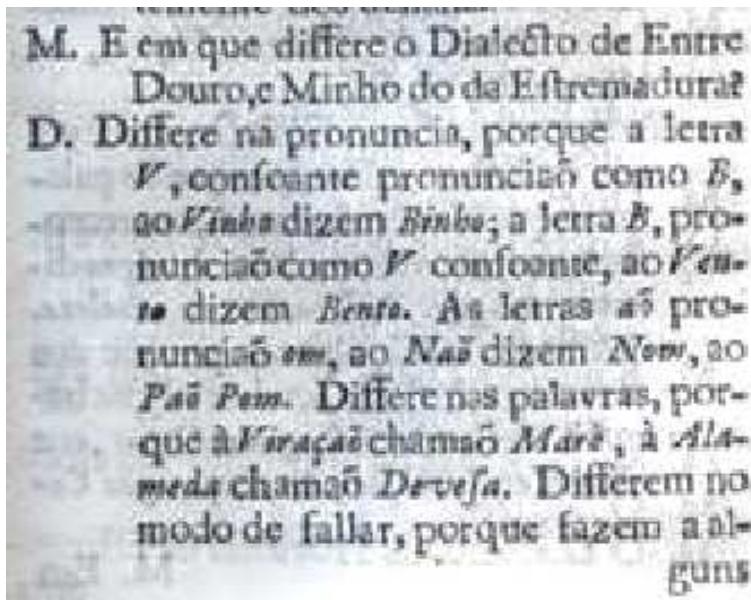 M. E em que differe o Dialecto de Entre
Douro,e Minho do da Eſtremadura?
D. Differe na pronuncia, porque a letra
V, conſoante pronunciaõ como B,
ao Vinho dizem Binho; a letra B, pro-
nunciaõ como V conſoante, ao Ven-
to dizem Bento. As letras aõ pro-
nunciaõ om, ao Naõ dizem Nom, ao
Paõ Pom. Differe nas palavras, por-
que à Viraçaõ chamaõ Marè, à Ala-
meda chamaõ Deveſa. Differem no
modo de fallar, porque fazem a al-
guns